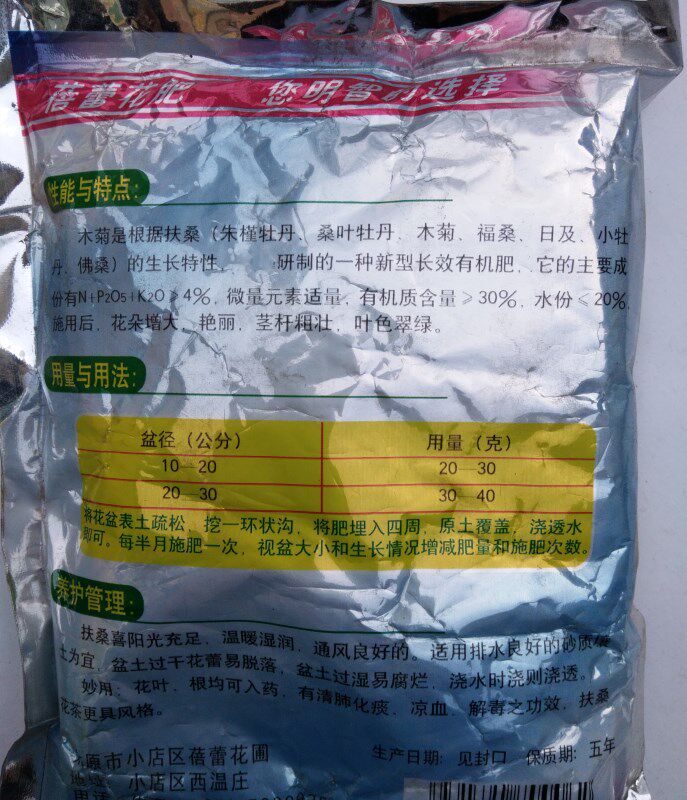 蓓蕾花肥 您明智的选择
性能与特点:
木菊是根据扶桑（朱槿牡丹、桑叶牡丹、木菊、福桑、日及、小牡
丹、佛桑）的生长特性, 研制的一种新型长效有机肥, 它的主要成
份有N|P2O5|K2O≥4%, 微量元素适量, 有机质含量≥30%, 水份≤20%,
施用后, 花朵增大、艳丽, 茎秆粗壮, 叶色翠绿。
用量与用法:
盆径（公分） 用量（克）
10—20 20—30
20—30 30—40
将花盆表土疏松, 挖一环状沟, 将肥埋入四周, 原土覆盖, 浇透水
即可。每半月施肥一次, 视盆大小和生长情况增减肥量和施肥次数。
养护管理:
扶桑喜阳光充足、温暖湿润, 通风良好的。适用排水良好的砂质
土为宜, 盆土过干花蕾易脱落, 盆土过湿易腐烂, 浇水时浇则浇透。
妙用: 花叶、根均可入药, 有清肺化痰、凉血、解毒之功效, 扶桑
花茶更具风格。
原市小店区蓓蕾花圃 生产日期: 见封口 保质期: 五年
地址: 小店区西温庄
电话